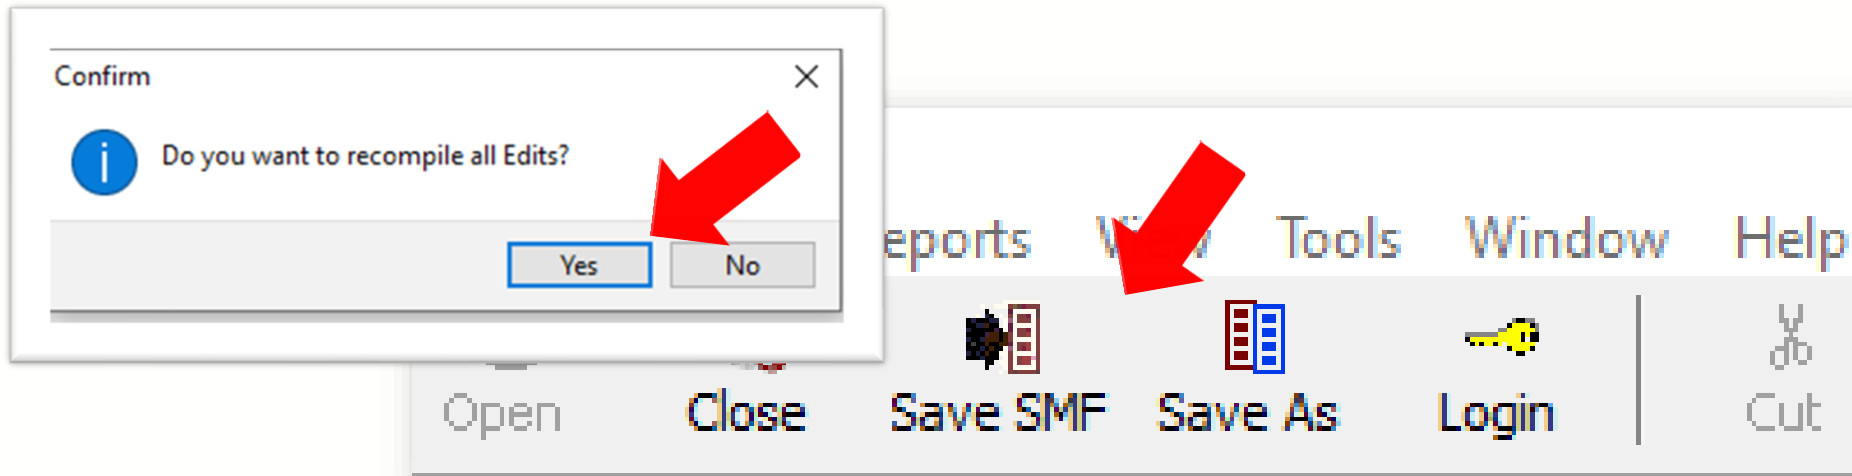 Confirm
Do you want to recompile all Edits?
Yes No
eports Tools Window Help
Open Close Save SMF Save As Login Cut